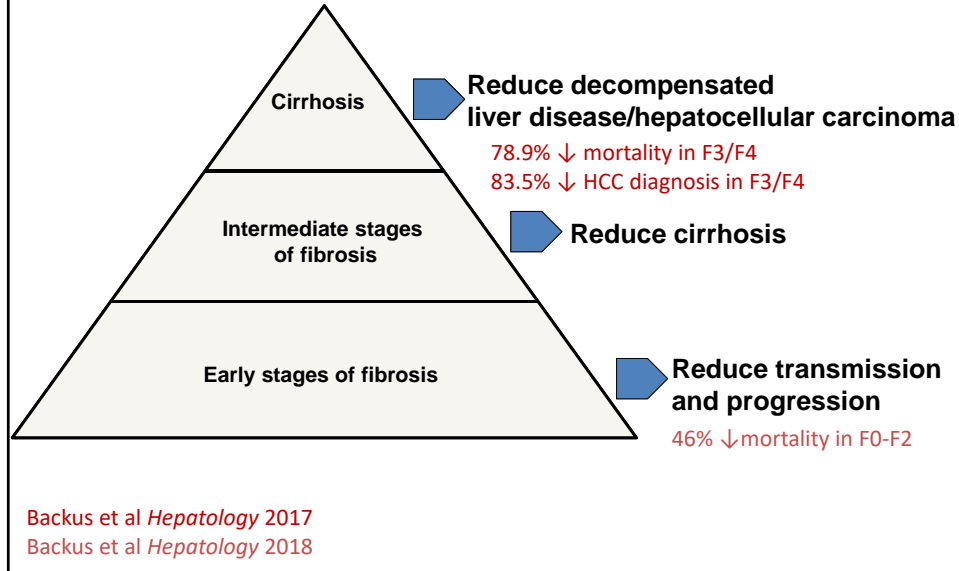 Cirrhosis
Reduce decompensated
liver disease/hepatocellular carcinoma
78.9% ↓ mortality in F3/F4
83.5% ↓ HCC diagnosis in F3/F4
Intermediate stages
of fibrosis
Reduce cirrhosis
Early stages of fibrosis
Reduce transmission
and progression
46% ↓mortality in F0-F2
Backus et al Hepatology 2017
Backus et al Hepatology 2018